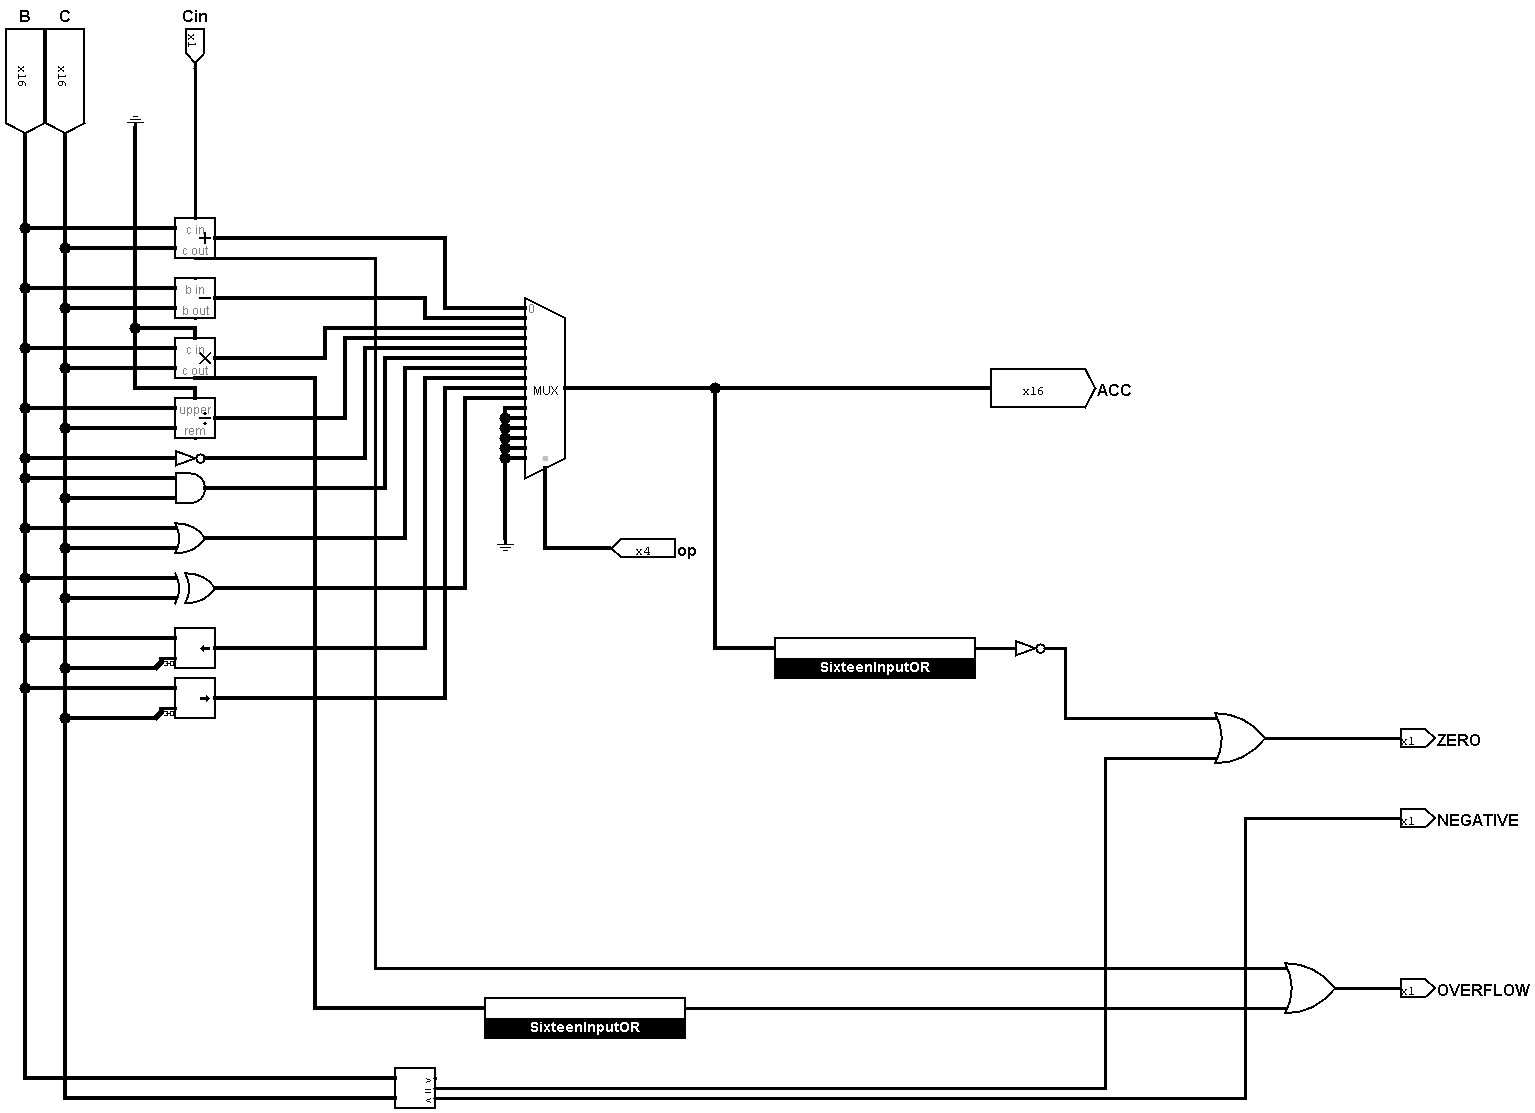 B C Cin
x16 x16 x1
c in
+
c out
b in
−
b out
0
c in
×
c out
MUX
x16 ACC
upper
÷
rem
x4 op
SixteenInputOR
x1 ZERO
x1 NEGATIVE
x1 OVERFLOW
SixteenInputOR
>
=
<